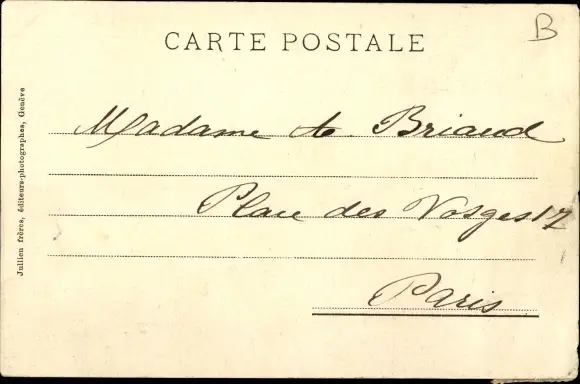 CARTE POSTALE
B
Madame de Briand
Place des Vosges 17
Paris
Jullien frères, éditeurs-photographes, Genève